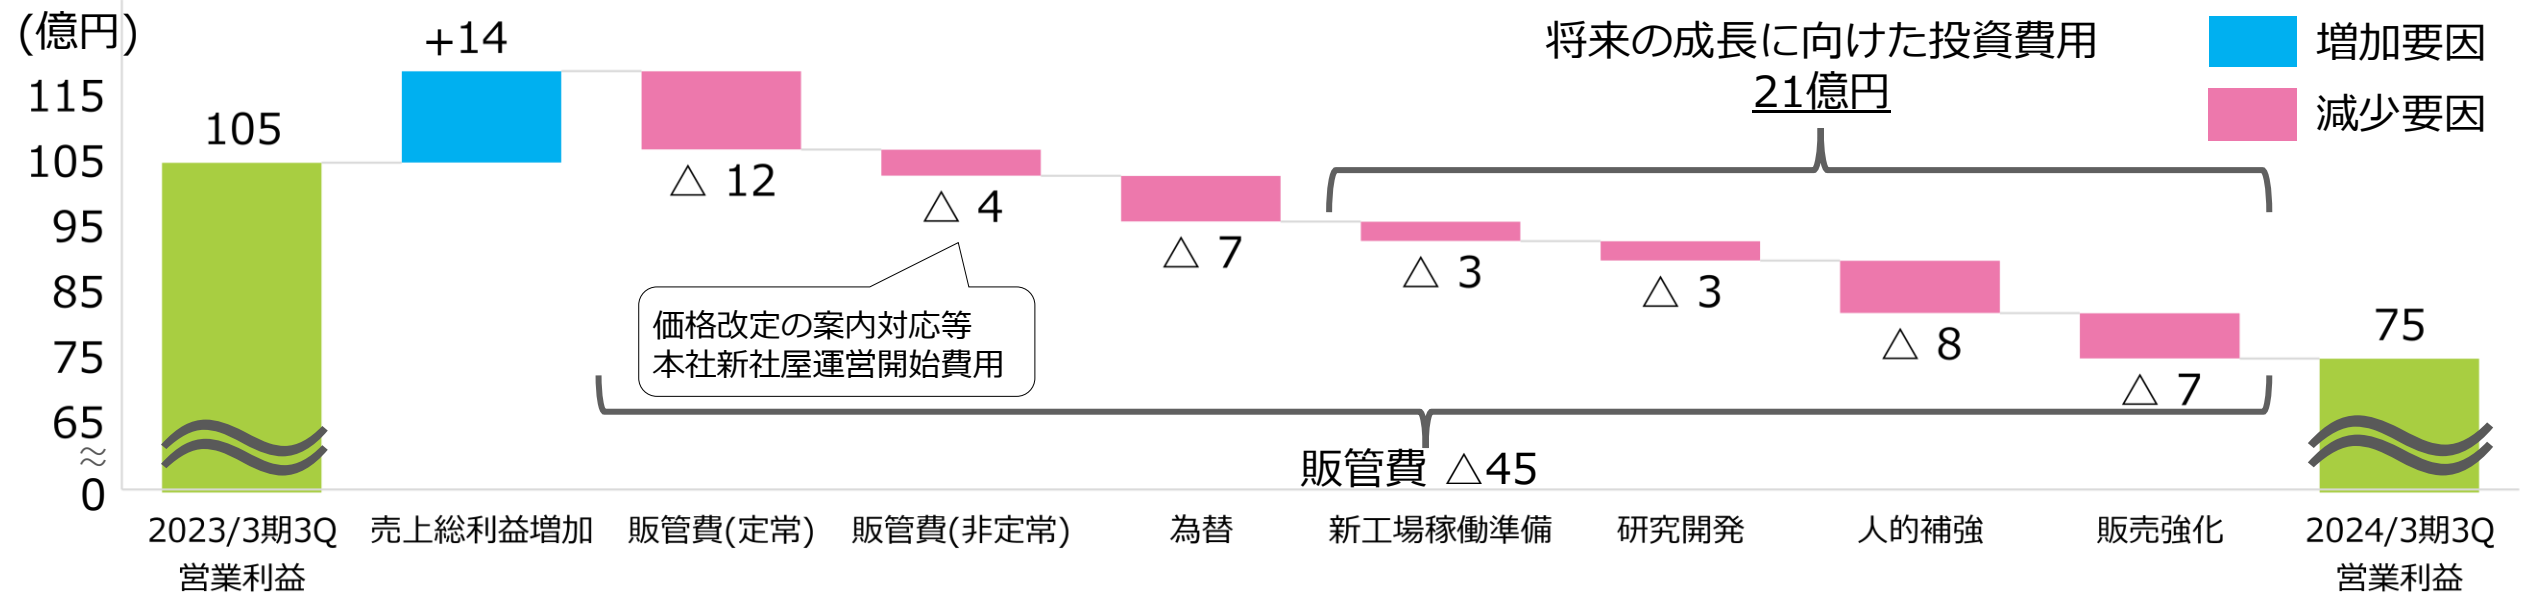 (億円)
115
105
95
85
75
65
0
105
+14
△ 12
△ 4
△ 7
△ 3
△ 3
△ 8
△ 7
75
将来の成長に向けた投資費用
21億円
増加要因
減少要因
価格改定の案内対応等
本社新社屋運営開始費用
販管費 △45
2023/3期3Q
営業利益
売上総利益増加
販管費(定常)
販管費(非定常)
為替
新工場稼働準備
研究開発
人的補強
販売強化
2024/3期3Q
営業利益